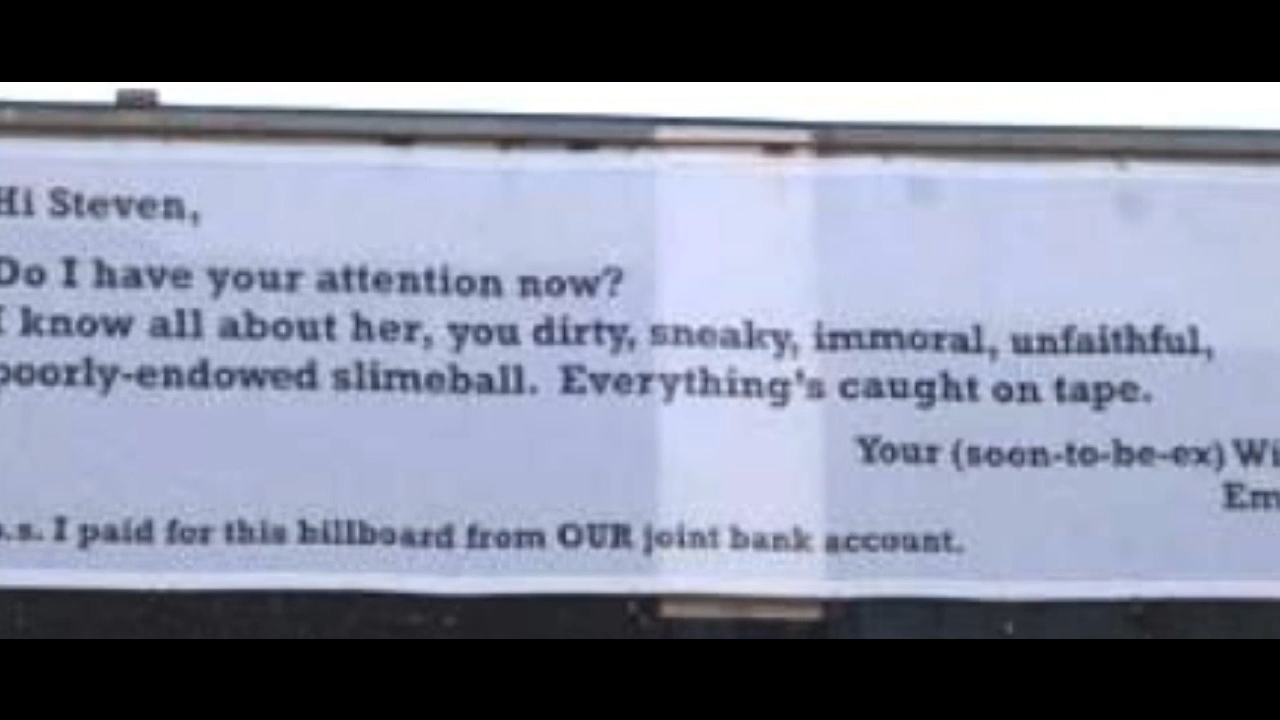 Hi Steven,
Do I have your attention now?
I know all about her, you dirty, sneaky, immoral, unfaithful,
poorly-endowed slimeball. Everything's caught on tape.
Your (soon-to-be-ex) Wi
Em
.s. I paid for this billboard from OUR joint bank account.